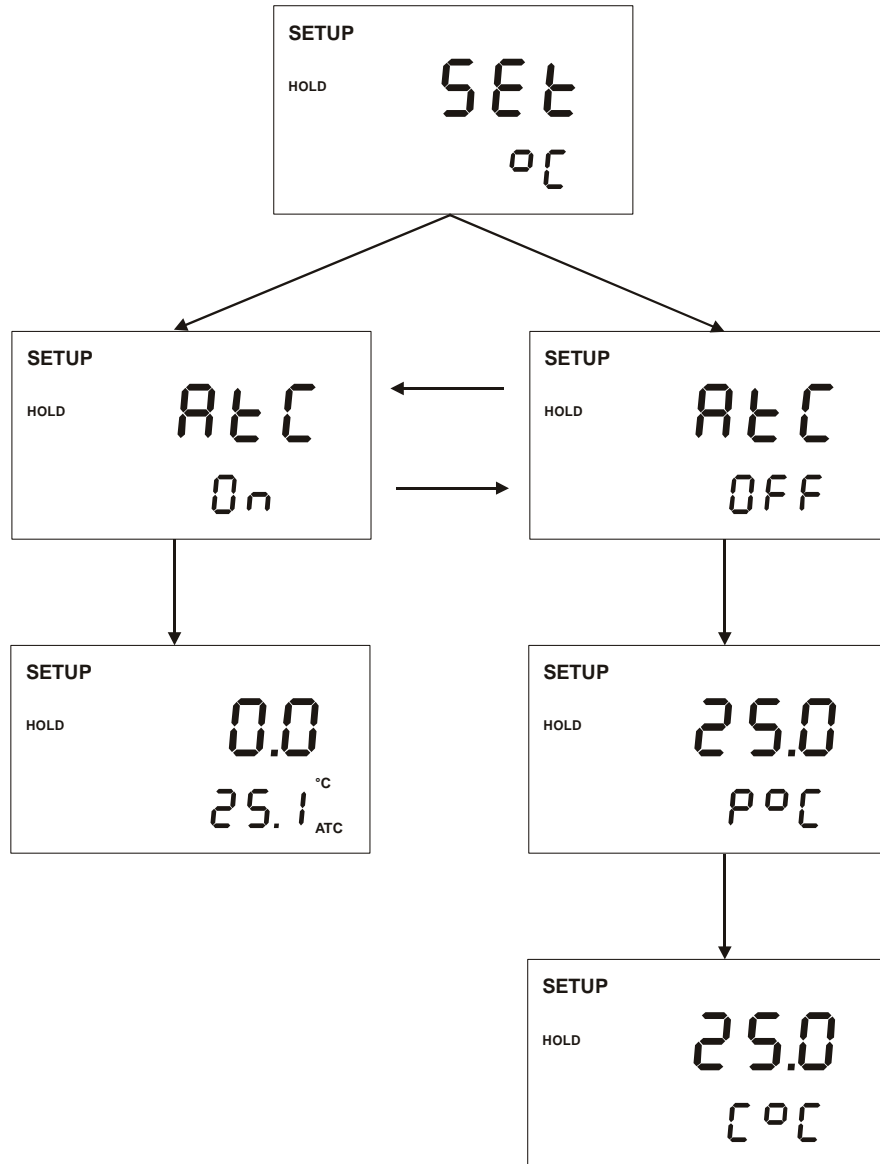 SETUP
HOLD
SEt
°C
SETUP
HOLD
AtC
On
SETUP
HOLD
AtC
OFF
SETUP
HOLD
0.0
25.1 °C
ATC
SETUP
HOLD
25.0
P°C
SETUP
HOLD
25.0
C°C